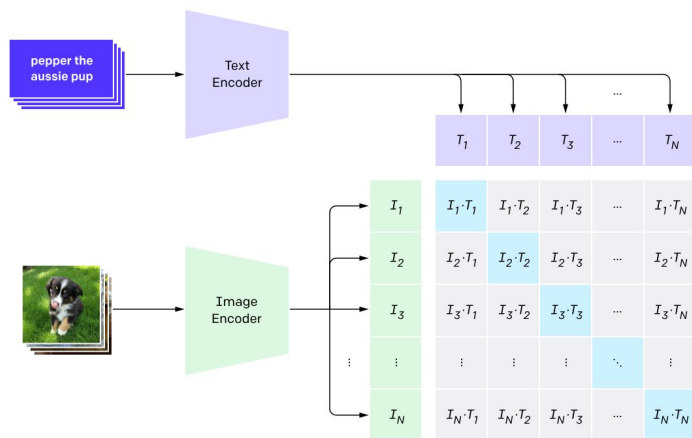 pepper the
aussie pup
Text
Encoder
...
T1 T2 T3 ... TN
I1 I1·T1 I1·T2 I1·T3 ... I1·TN
I2 I2·T1 I2·T2 I2·T3 ... I2·TN
Image
Encoder
I3 I3·T1 I3·T2 I3·T3 ... I3·TN
⋮ ⋮ ⋮ ⋮ ⋮ ⋱ ⋮
IN IN·T1 IN·T2 IN·T3 ... IN·TN